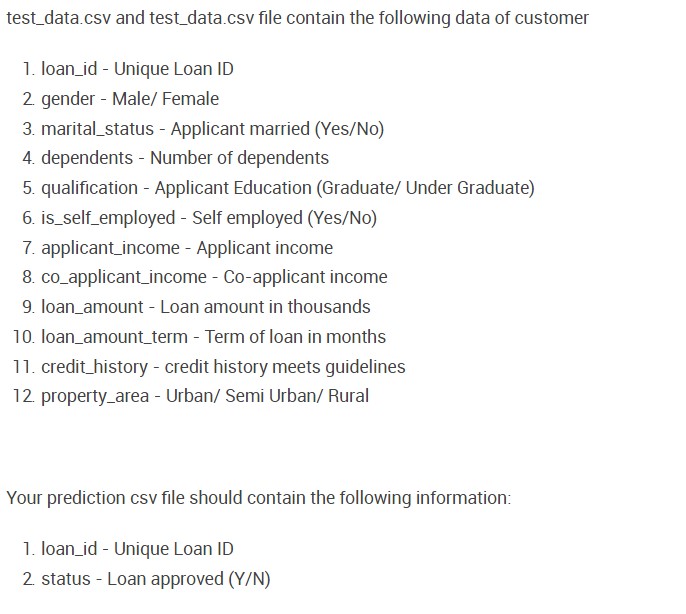 test_data.csv and test_data.csv file contain the following data of customer
1. loan_id - Unique Loan ID
2. gender - Male/ Female
3. marital_status - Applicant married (Yes/No)
4. dependents - Number of dependents
5. qualification - Applicant Education (Graduate/ Under Graduate)
6. is_self_employed - Self employed (Yes/No)
7. applicant_income - Applicant income
8. co_applicant_income - Co-applicant income
9. loan_amount - Loan amount in thousands
10. loan_amount_term - Term of loan in months
11. credit_history - credit history meets guidelines
12. property_area - Urban/ Semi Urban/ Rural
Your prediction csv file should contain the following information:
1. loan_id - Unique Loan ID
2. status - Loan approved (Y/N)